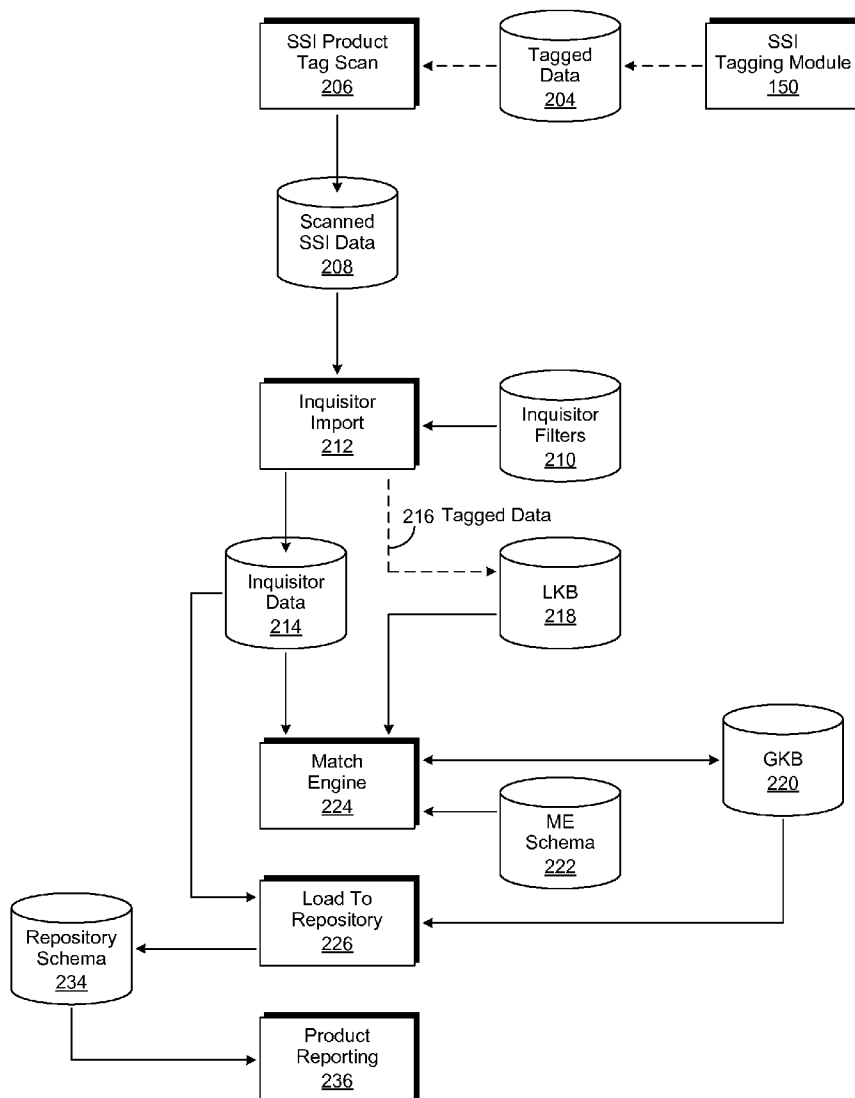 SSI Product
Tag Scan
206
Tagged
Data
204
SSI
Tagging Module
150
Scanned
SSI Data
208
Inquisitor
Import
212
Inquisitor
Filters
210
216 Tagged Data
Inquisitor
Data
214
LKB
218
Match
Engine
224
GKB
220
ME
Schema
222
Load To
Repository
226
Repository
Schema
234
Product
Reporting
236